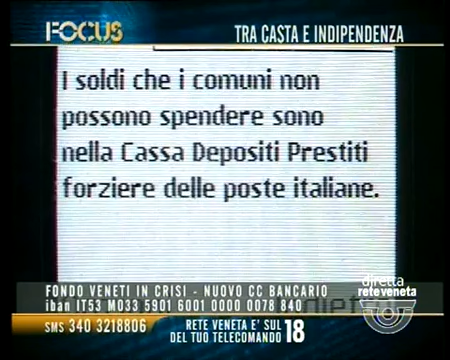 FOCUS
TRA CASTA E INDIPENDENZA
I soldi che i comuni non
possono spendere sono
nella Cassa Depositi Prestiti
forziere delle poste italiane.
FONDO VENETI IN CRISI - NUOVO CC BANCARIO
iban IT53 M033 5901 6001 0000 0078 840
diretta
reteveneta
SMS 340 3218806
RETE VENETA E' SUL
DEL TUO TELECOMANDO 18